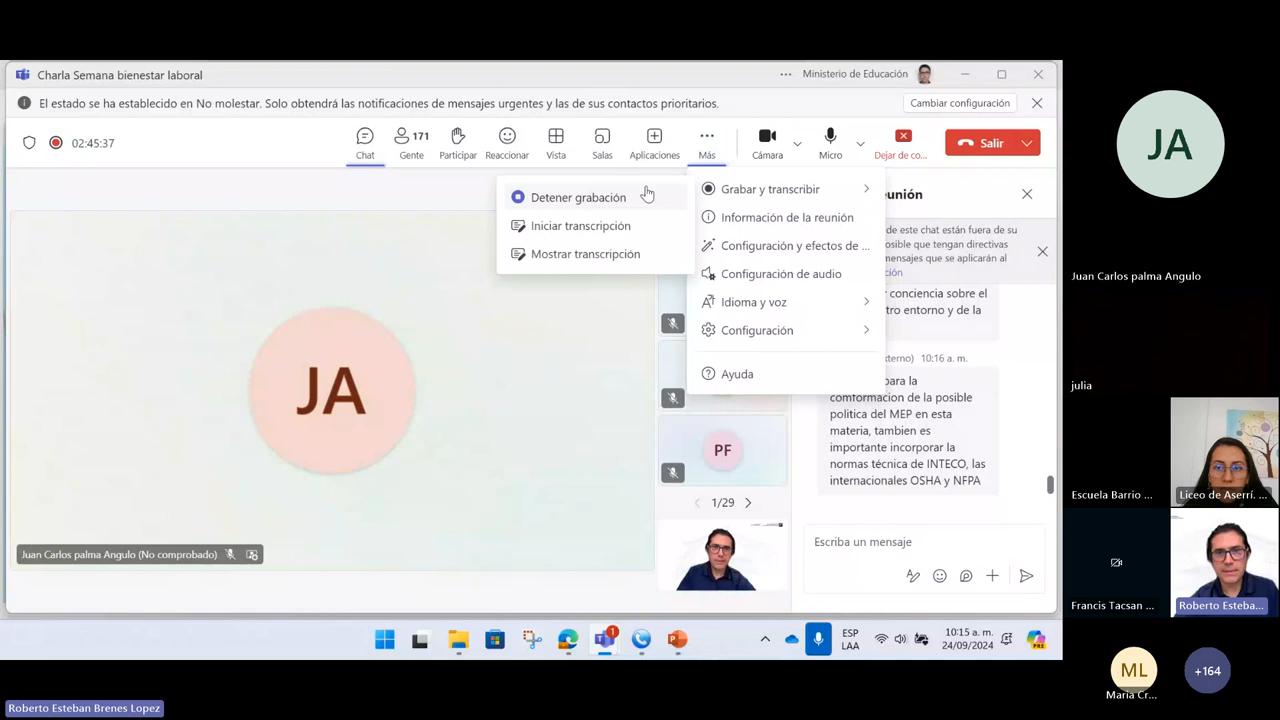 Charla Semana bienestar laboral
Ministerio de Educación
El estado se ha establecido en No molestar. Solo obtendrá las notificaciones de mensajes urgentes y las de sus contactos prioritarios.
Cambiar configuración
02:45:37
Chat
171
Gente
Participar
Reaccionar
Vista
Salas
Aplicaciones
Más
Cámara
Micro
Dejar de co...
Salir
Detener grabación
Iniciar transcripción
Mostrar transcripción
Grabar y transcribir
Información de la reunión
Configuración y efectos de ...
Configuración de audio
Idioma y voz
Configuración
Ayuda
JA
Juan Carlos palma Angulo (No comprobado)
PF
1/29
de este chat están fuera de su
posible que tengan directivas
mensajes que se aplicarán al
conciencia sobre el
entorno y de la
10:16 a. m.
para la
comformacion de la posible
politica del MEP en esta
materia, tambien es
importante incorporar la
normas técnica de INTECO, las
internacionales OSHA y NFPA
Escriba un mensaje
1
ESP
LAA
10:15 a. m.
24/09/2024
PRE
JA
Juan Carlos palma Angulo
julia
Escuela Barrio ...
Liceo de Aserrí. ...
Francis Tacsan ...
Roberto Esteba...
ML
María Cr...
+164
Roberto Esteban Brenes Lopez